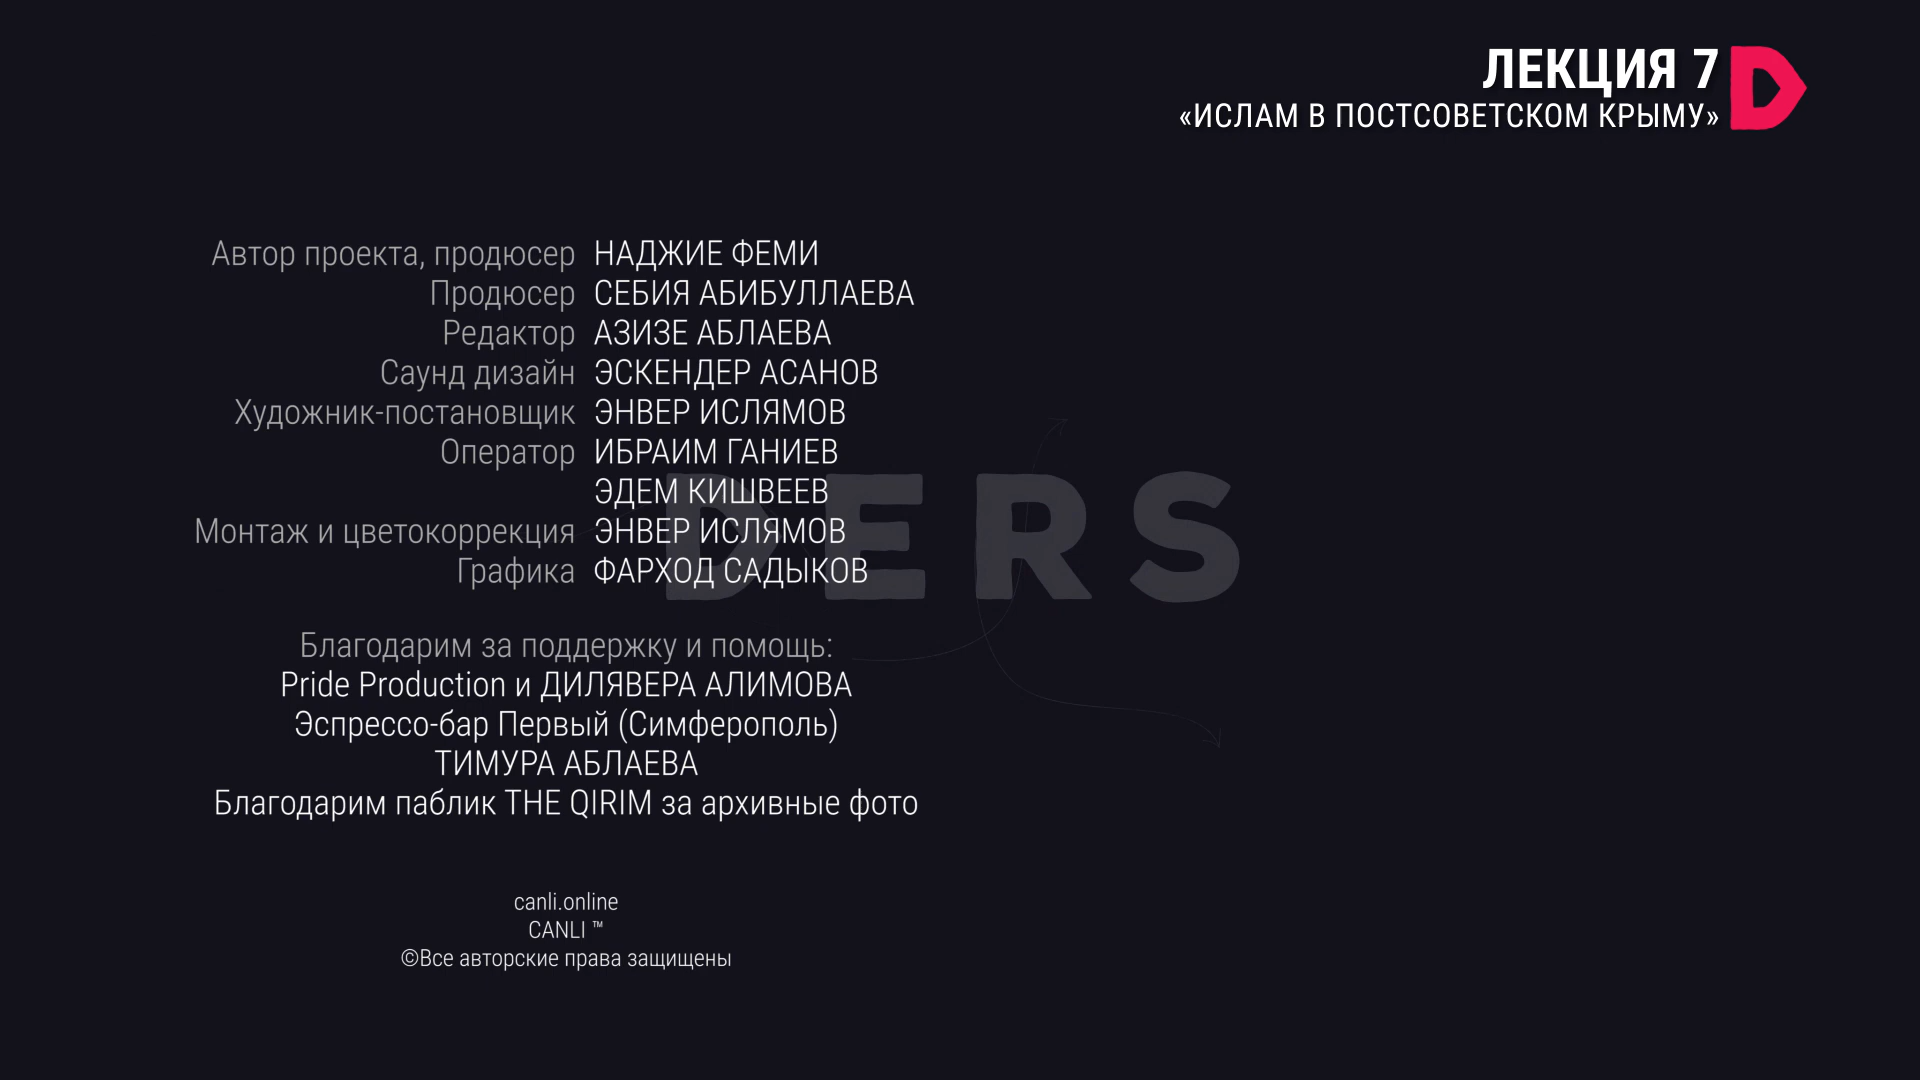 ЛЕКЦИЯ 7
«ИСЛАМ В ПОСТСОВЕТСКОМ КРЫМУ»
D
Автор проекта, продюсер НАДЖИЕ ФЕМИ
Продюсер СЕБИЯ АБИБУЛЛАЕВА
Редактор АЗИЗЕ АБЛАЕВА
Саунд дизайн ЭСКЕНДЕР АСАНОВ
Художник-постановщик ЭНВЕР ИСЛЯМОВ
Оператор ИБРАИМ ГАНИЕВ
ЭДЕМ КИШВЕЕВ
Монтаж и цветокоррекция ЭНВЕР ИСЛЯМОВ
Графика ФАРХОД САДЫКОВ
DERS
Благодарим за поддержку и помощь:
Pride Production и ДИЛЯВЕРА АЛИМОВА
Эспрессо-бар Первый (Симферополь)
ТИМУРА АБЛАЕВА
Благодарим паблик THE QIRIM за архивные фото
canli.online
CANLI ™
©Все авторские права защищены